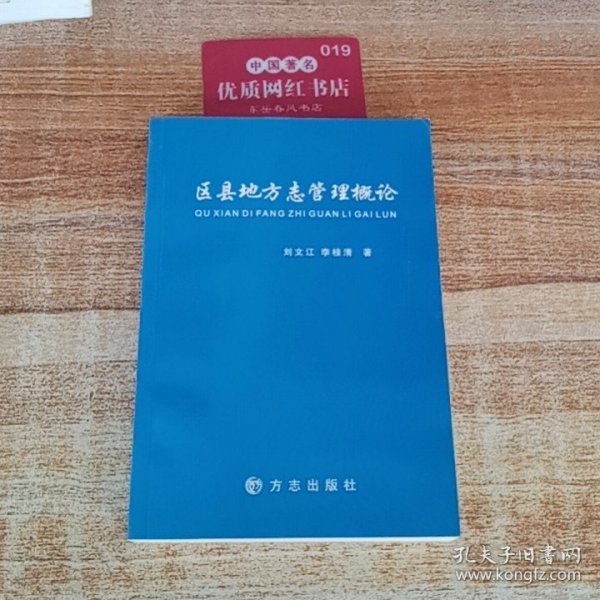 019
中国著名
优质网红书店
东岳春风书店
区县地方志管理概论
QU XIAN DI FANG ZHI GUAN LI GAI LUN
刘文江 李桂清 著
方志出版社
孔夫子旧书网
www.kongfz.com